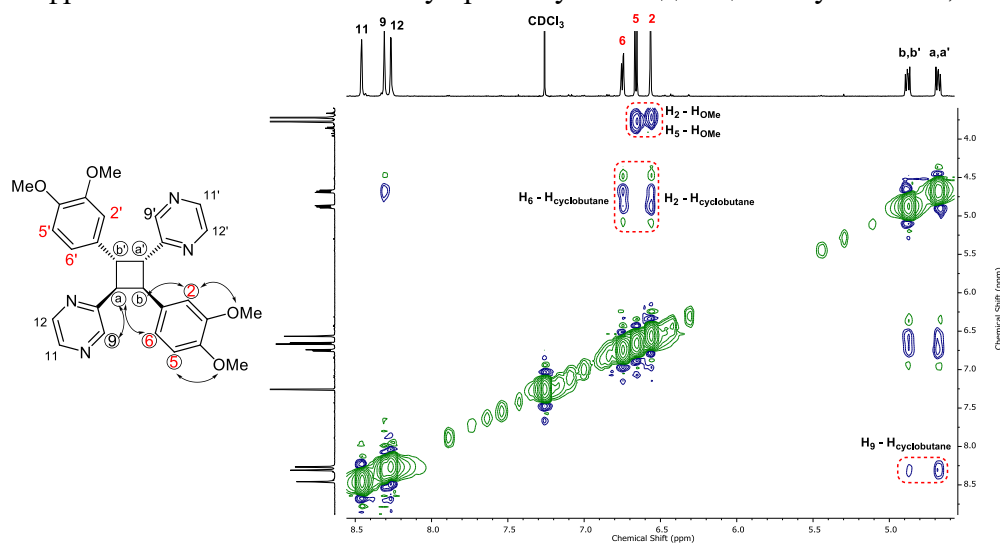 11
9
12
CDCl3
6
5
2
b,b'
a,a'
H2 - HOMe
H5 - HOMe
H6 - Hcyclobutane
H2 - Hcyclobutane
H9 - Hcyclobutane
4.0
4.5
5.0
5.5
6.0
6.5
7.0
7.5
8.0
8.5
Chemical Shift (ppm)
8.5
8.0
7.5
7.0
6.5
6.0
5.5
5.0
Chemical Shift (ppm)
OMe
MeO
2'
5'
6'
N
11'
9'
N
12'
b'
a'
a
b
N
12
11
N
9
2
OMe
6
5
OMe